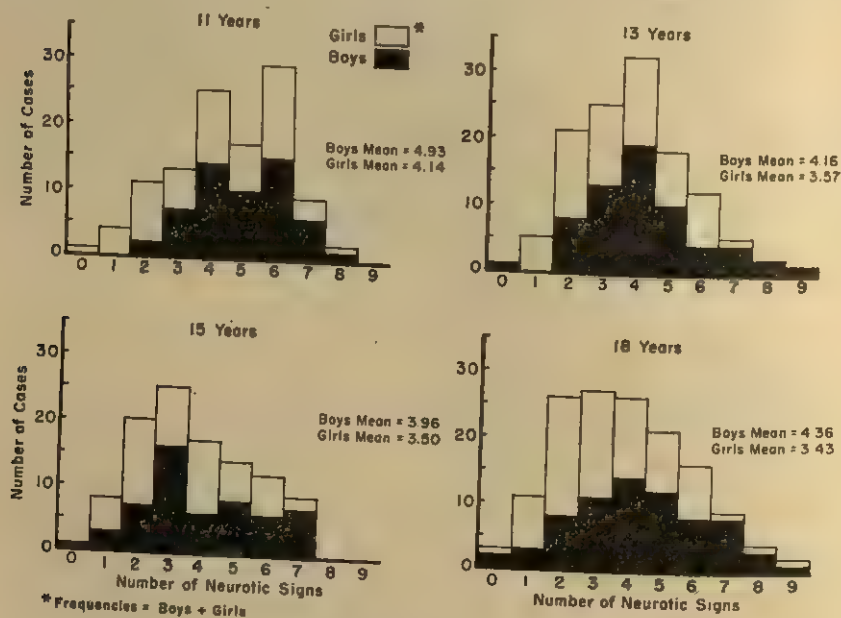 11 Years
Girls *
Boys
Number of Cases
30
20
10
0
Boys Mean = 4.93
Girls Mean = 4.14
0 1 2 3 4 5 6 7 8 9
13 Years
30
20
10
0
Boys Mean = 4.16
Girls Mean = 3.57
0 1 2 3 4 5 6 7 8 9
15 Years
Number of Cases
30
20
10
0
Boys Mean = 3.96
Girls Mean = 3.50
0 1 2 3 4 5 6 7 8 9
Number of Neurotic Signs
18 Years
30
20
10
0
Boys Mean = 4.36
Girls Mean = 3.43
0 1 2 3 4 5 6 7 8 9
Number of Neurotic Signs
* Frequencies = Boys + Girls